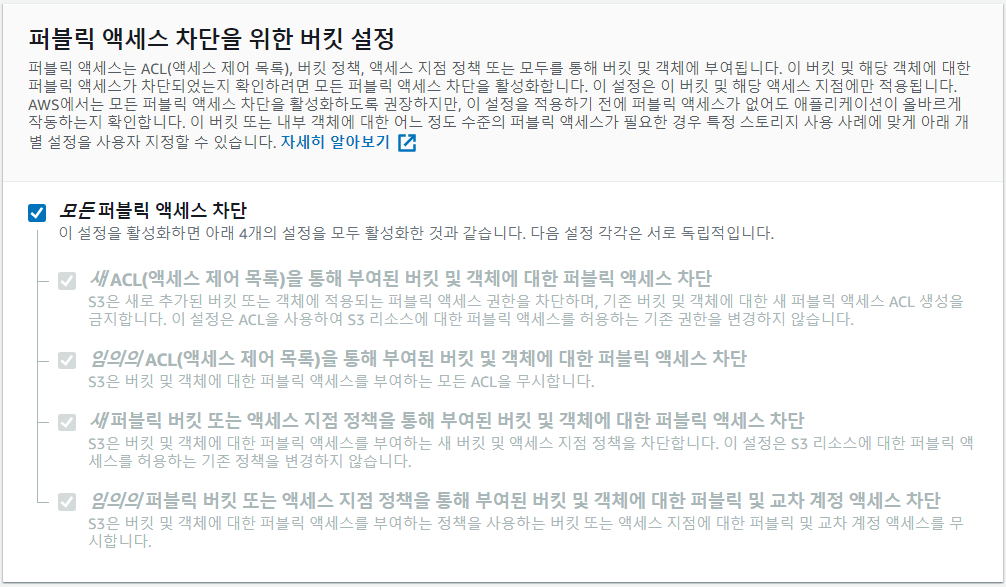 퍼블릭 액세스 차단을 위한 버킷 설정
퍼블릭 액세스는 ACL(액세스 제어 목록), 버킷 정책, 액세스 지점 정책 또는 모두를 통해 버킷 및 객체에 부여됩니다. 이 버킷 및 해당 객체에 대한
퍼블릭 액세스가 차단되었는지 확인하려면 모든 퍼블릭 액세스 차단을 활성화합니다. 이 설정은 이 버킷 및 해당 액세스 지점에만 적용됩니다.
AWS에서는 모든 퍼블릭 액세스 차단을 활성화하도록 권장하지만, 이 설정을 적용하기 전에 퍼블릭 액세스가 없어도 애플리케이션이 올바르게
작동하는지 확인합니다. 이 버킷 또는 내부 객체에 대한 어느 정도 수준의 퍼블릭 액세스가 필요한 경우 특정 스토리지 사용 사례에 맞게 아래 개
별 설정을 사용자 지정할 수 있습니다. 자세히 알아보기
모든 퍼블릭 액세스 차단
이 설정을 활성화하면 아래 4개의 설정을 모두 활성화한 것과 같습니다. 다음 설정 각각은 서로 독립적입니다.
새 ACL(액세스 제어 목록)을 통해 부여된 버킷 및 객체에 대한 퍼블릭 액세스 차단
S3은 새로 추가된 버킷 또는 객체에 적용되는 퍼블릭 액세스 권한을 차단하며, 기존 버킷 및 객체에 대한 새 퍼블릭 액세스 ACL 생성을
금지합니다. 이 설정은 ACL을 사용하여 S3 리소스에 대한 퍼블릭 액세스를 허용하는 기존 권한을 변경하지 않습니다.
임의의 ACL(액세스 제어 목록)을 통해 부여된 버킷 및 객체에 대한 퍼블릭 액세스 차단
S3은 버킷 및 객체에 대한 퍼블릭 액세스를 부여하는 모든 ACL을 무시합니다.
새 퍼블릭 버킷 또는 액세스 지점 정책을 통해 부여된 버킷 및 객체에 대한 퍼블릭 액세스 차단
S3은 버킷 및 객체에 대한 퍼블릭 액세스를 부여하는 새 버킷 및 액세스 지점 정책을 차단합니다. 이 설정은 S3 리소스에 대한 퍼블릭 액
세스를 허용하는 기존 정책을 변경하지 않습니다.
임의의 퍼블릭 버킷 또는 액세스 지점 정책을 통해 부여된 버킷 및 객체에 대한 퍼블릭 및 교차 계정 액세스 차단
S3은 버킷 및 객체에 대한 퍼블릭 액세스를 부여하는 정책을 사용하는 버킷 또는 액세스 지점에 대한 퍼블릭 및 교차 계정 액세스를 무
시합니다.